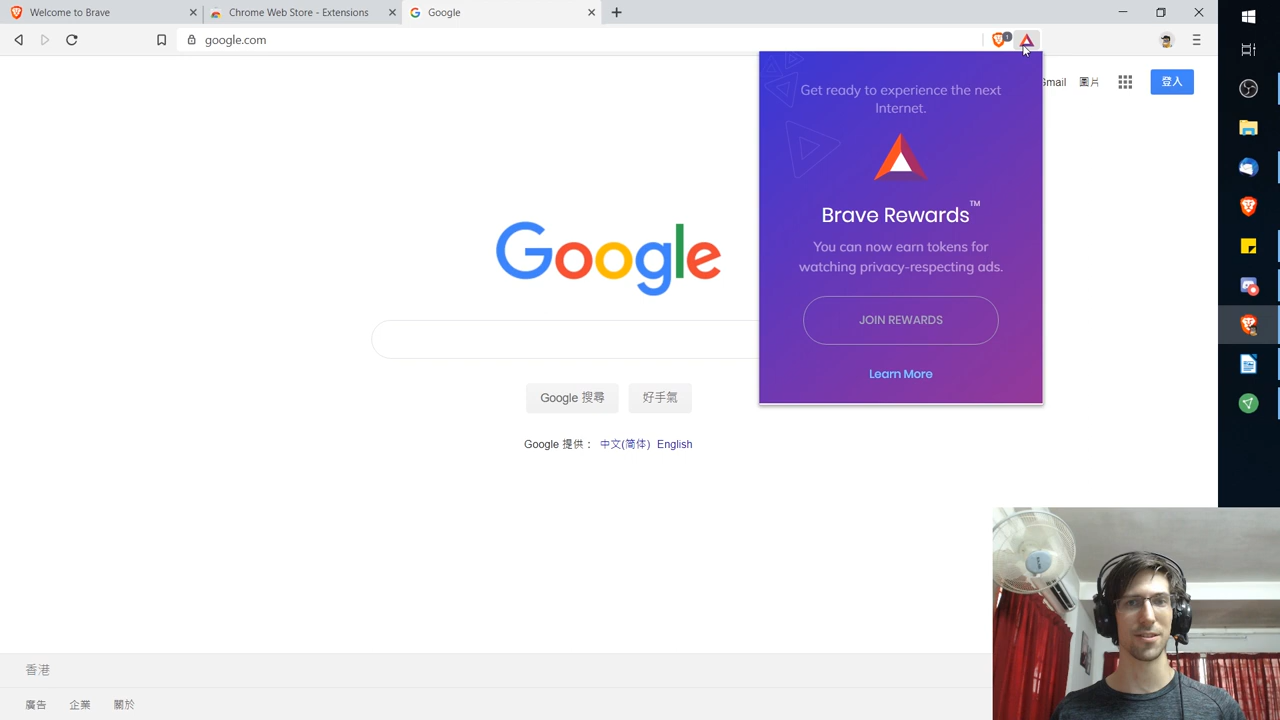 Welcome to Brave
Chrome Web Store - Extensions
Google
google.com
1
Gmail
圖片
登入
Get ready to experience the next
Internet.
Brave Rewards™
You can now earn tokens for
watching privacy-respecting ads.
JOIN REWARDS
Learn More
Google
Google 搜尋
好手氣
Google 提供： 中文(简体) English
香港
廣告
企業
關於